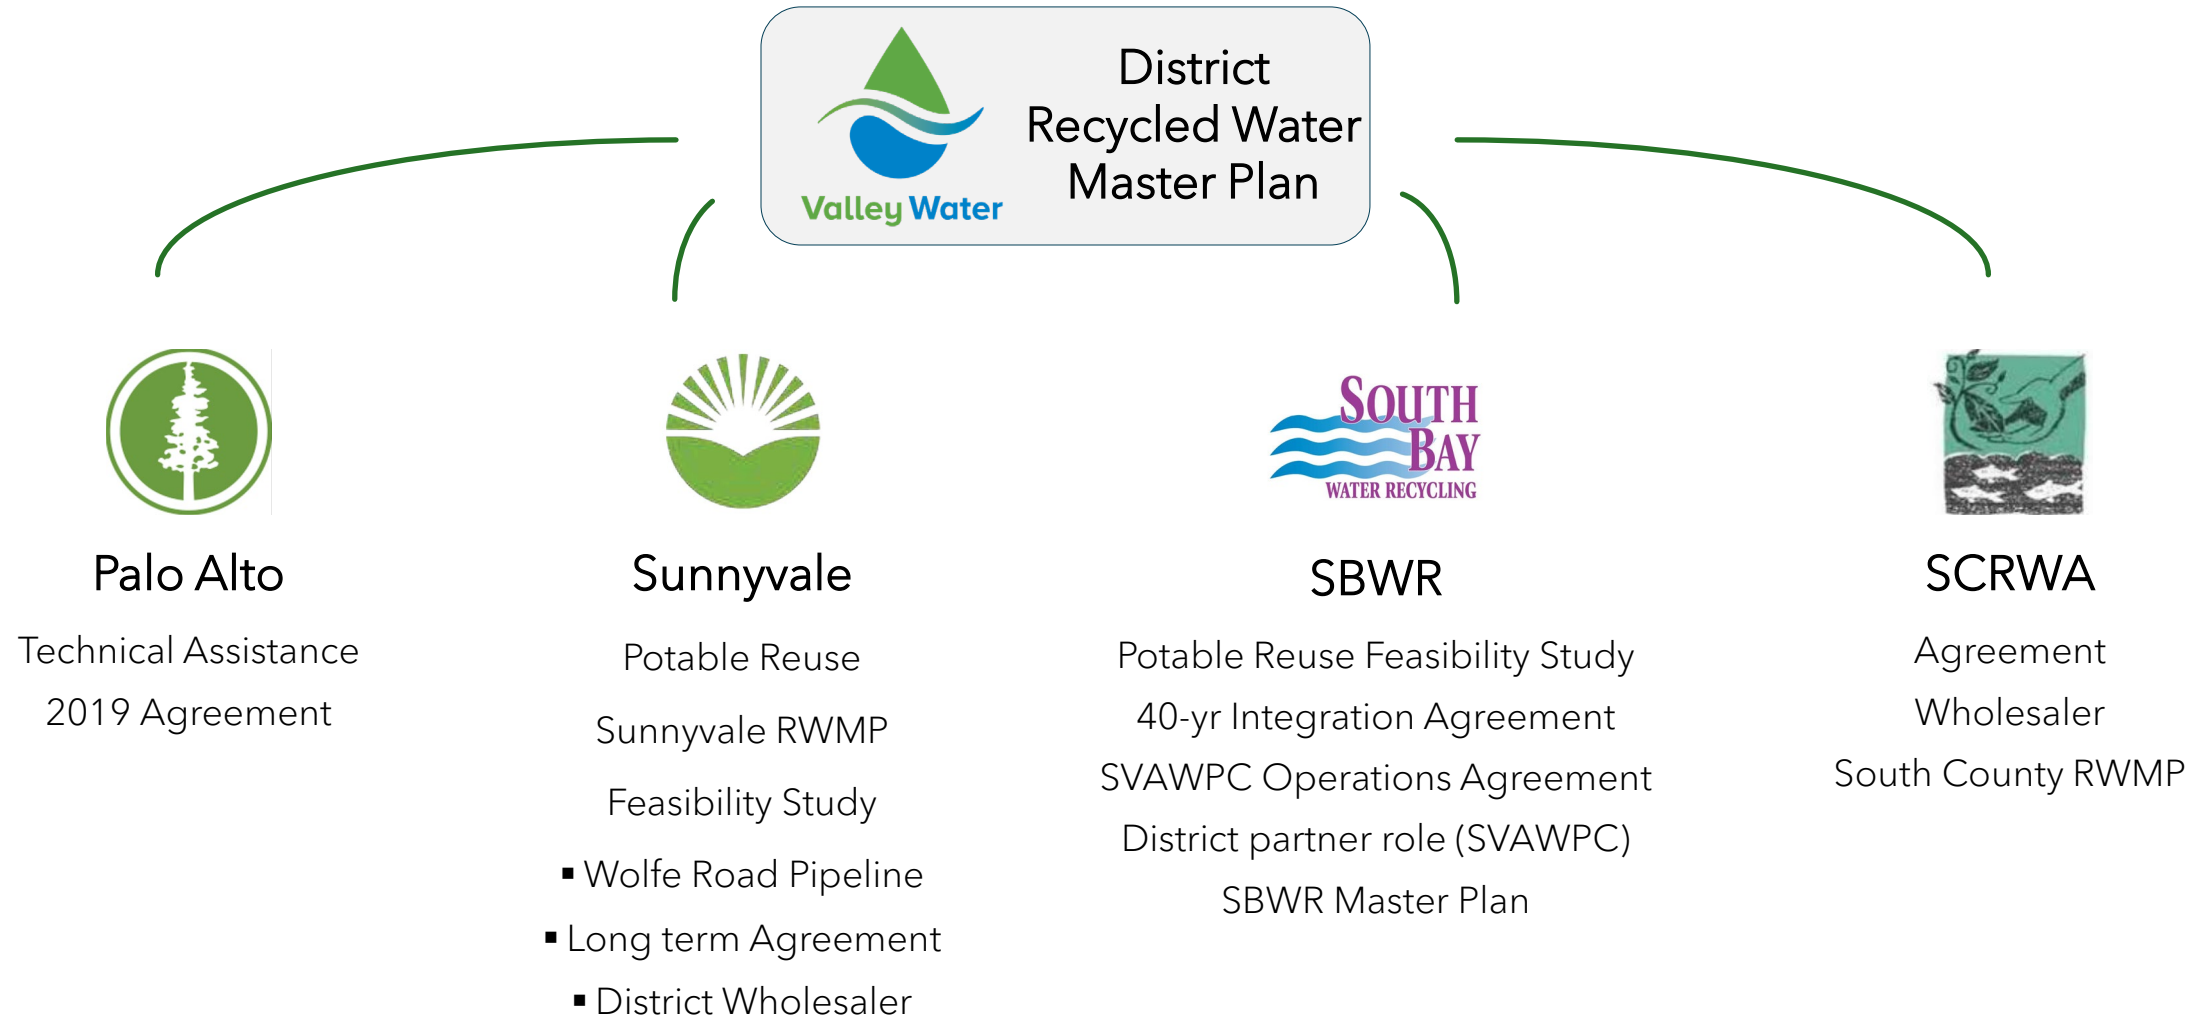 District
Recycled Water
Master Plan
Valley Water
SOUTH
BAY
WATER RECYCLING
Palo Alto
Technical Assistance
2019 Agreement
Sunnyvale
Potable Reuse
Sunnyvale RWMP
Feasibility Study
▪ Wolfe Road Pipeline
▪ Long term Agreement
▪ District Wholesaler
SBWR
Potable Reuse Feasibility Study
40-yr Integration Agreement
SVAWPC Operations Agreement
District partner role (SVAWPC)
SBWR Master Plan
SCRWA
Agreement
Wholesaler
South County RWMP